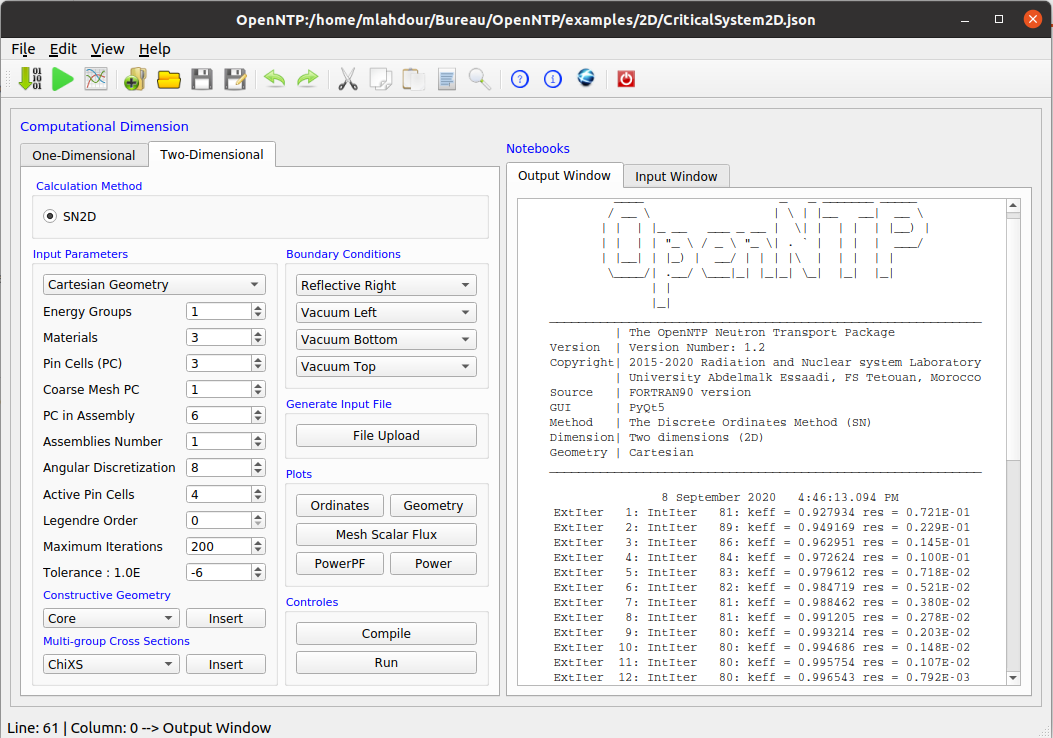 OpenNTP:/home/mlahdour/Bureau/OpenNTP/examples/2D/CriticalSystem2D.json
File Edit View Help
Computational Dimension
One-Dimensional
Two-Dimensional
Calculation Method
SN2D
Input Parameters
Cartesian Geometry
Energy Groups 1
Materials 3
Pin Cells (PC) 3
Coarse Mesh PC 1
PC in Assembly 6
Assemblies Number 1
Angular Discretization 8
Active Pin Cells 4
Legendre Order 0
Maximum Iterations 200
Tolerance : 1.0E -6
Constructive Geometry
Core Insert
Multi-group Cross Sections
ChiXS Insert
Boundary Conditions
Reflective Right
Vacuum Left
Vacuum Bottom
Vacuum Top
Generate Input File
File Upload
Plots
Ordinates Geometry
Mesh Scalar Flux
PowerPF Power
Controles
Compile
Run
Notebooks
Output Window
Input Window
OpenNTP
| The OpenNTP Neutron Transport Package
Version | Version Number: 1.2
Copyright| 2015-2020 Radiation and Nuclear system Laboratory
| University Abdelmalk Essaadi, FS Tetouan, Morocco
Source | FORTRAN90 version
GUI | PyQt5
Method | The Discrete Ordinates Method (SN)
Dimension| Two dimensions (2D)
Geometry | Cartesian
8 September 2020 4:46:13.094 PM
ExtIter 1: IntIter 81: keff = 0.927934 res = 0.721E-01
ExtIter 2: IntIter 89: keff = 0.949169 res = 0.229E-01
ExtIter 3: IntIter 86: keff = 0.962951 res = 0.145E-01
ExtIter 4: IntIter 84: keff = 0.972624 res = 0.100E-01
ExtIter 5: IntIter 83: keff = 0.979612 res = 0.718E-02
ExtIter 6: IntIter 82: keff = 0.984719 res = 0.521E-02
ExtIter 7: IntIter 81: keff = 0.988462 res = 0.380E-02
ExtIter 8: IntIter 81: keff = 0.991205 res = 0.278E-02
ExtIter 9: IntIter 80: keff = 0.993214 res = 0.203E-02
ExtIter 10: IntIter 80: keff = 0.994686 res = 0.148E-02
ExtIter 11: IntIter 80: keff = 0.995754 res = 0.107E-02
ExtIter 12: IntIter 80: keff = 0.996543 res = 0.792E-03
Line: 61 | Column: 0 --> Output Window